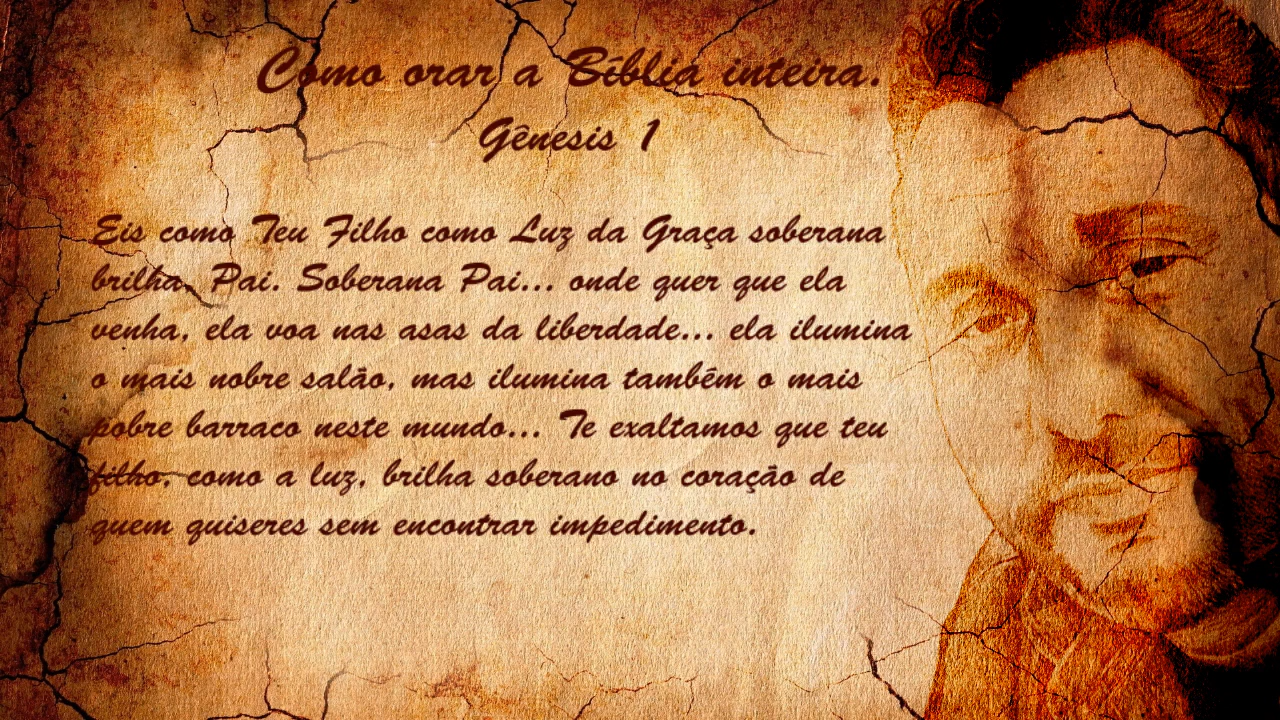 Como orar a Bíblia inteira.
Gênesis 1
Eis como Teu Filho como Luz da Graça soberana
brilha, Pai. Soberana Pai... onde quer que ela
venha, ela voa nas asas da liberdade... ela ilumina
o mais nobre salão, mas ilumina também o mais
pobre barraco neste mundo... Te exaltamos que teu
filho, como a luz, brilha soberano no coração de
quem quiseres sem encontrar impedimento.